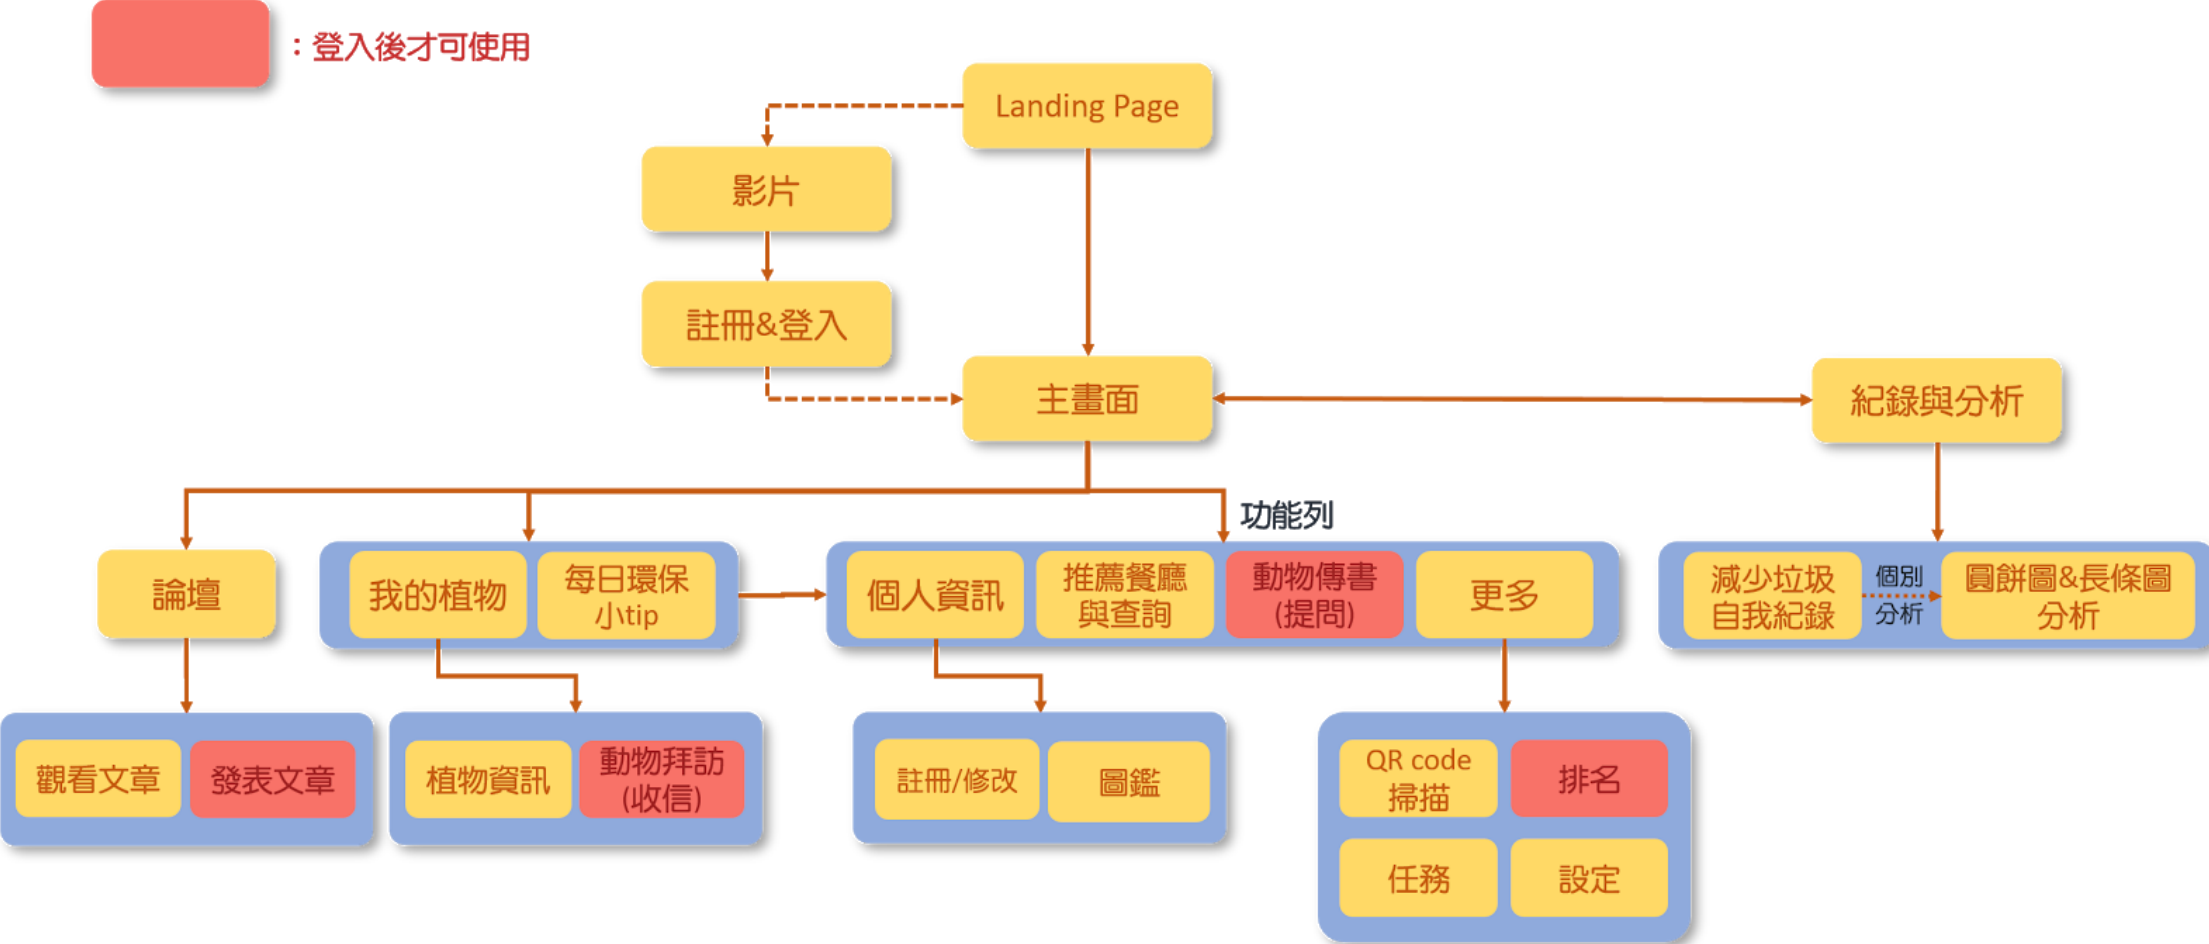 ：登入後才可使用
Landing Page
影片
註冊&登入
主畫面
紀錄與分析
功能列
論壇
我的植物
每日環保
小tip
個人資訊
推薦餐廳
與查詢
動物傳書
(提問)
更多
減少垃圾
自我紀錄
個別
分析
圓餅圖&長條圖
分析
觀看文章
發表文章
植物資訊
動物拜訪
(收信)
註冊/修改
圖鑑
QR code
掃描
排名
任務
設定